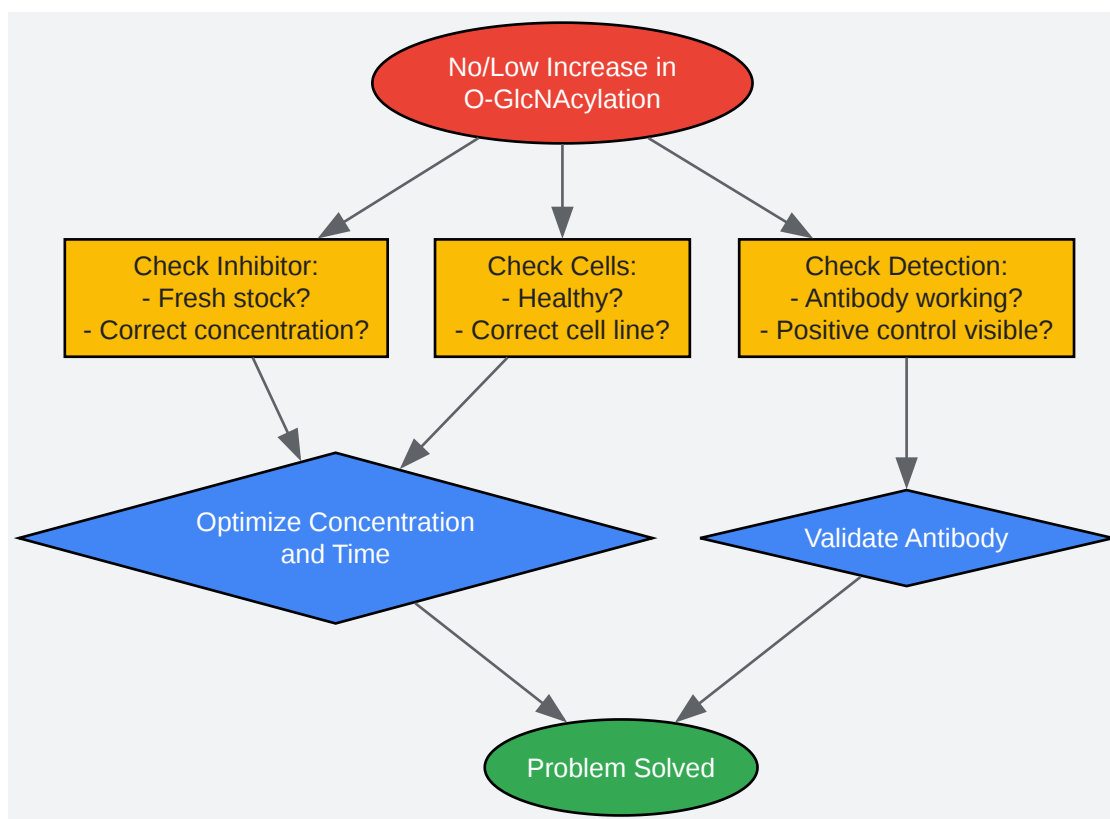 No/Low Increase in
O-GlcNAcylation
Check Inhibitor:
- Fresh stock?
- Correct concentration?
Check Cells:
- Healthy?
- Correct cell line?
Check Detection:
- Antibody working?
- Positive control visible?
Optimize Concentration
and Time
Validate Antibody
Problem Solved